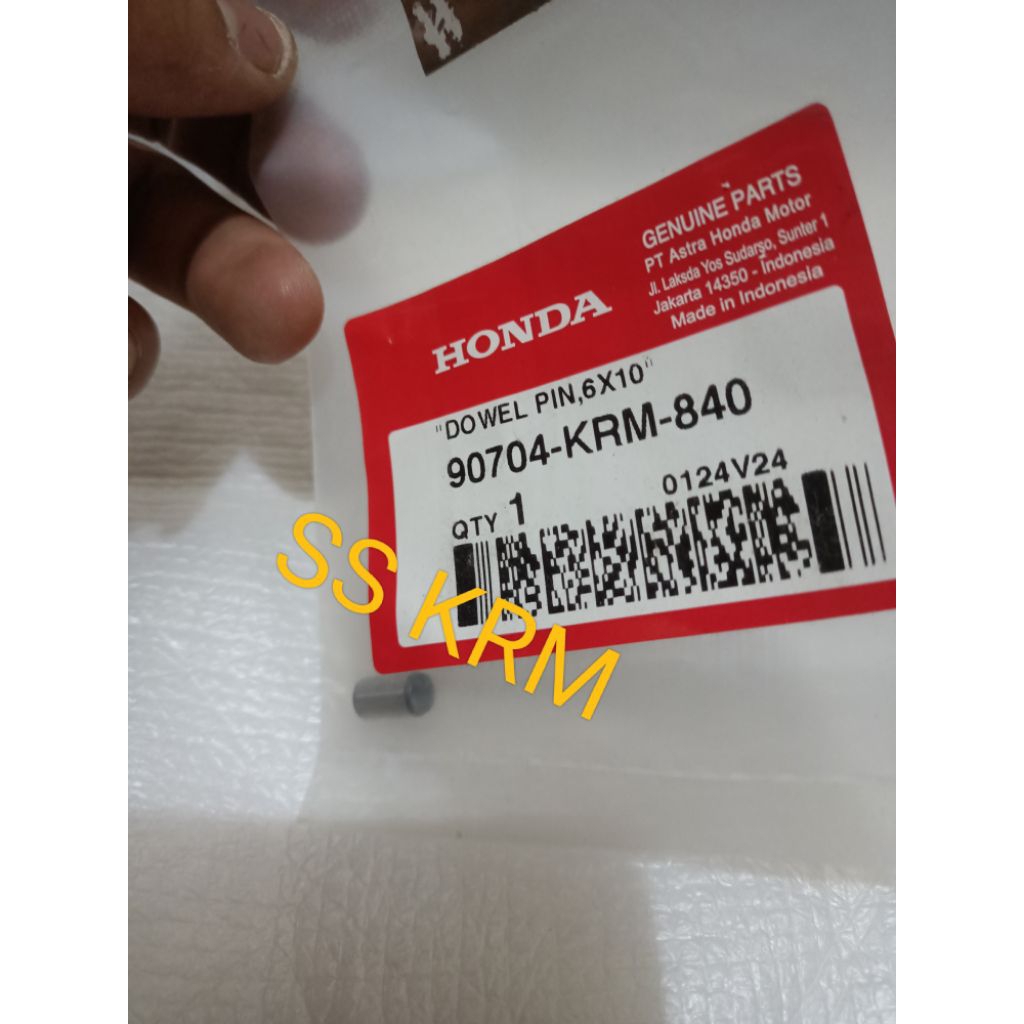 GENUINE PARTS
PT Astra Honda Motor
Jl. Laksda Yos Sudarso, Sunter 1
Jakarta 14350 - Indonesia
Made in Indonesia
HONDA
"DOWEL PIN,6X10"
90704-KRM-840
0124V24
QTY 1
SS KRM